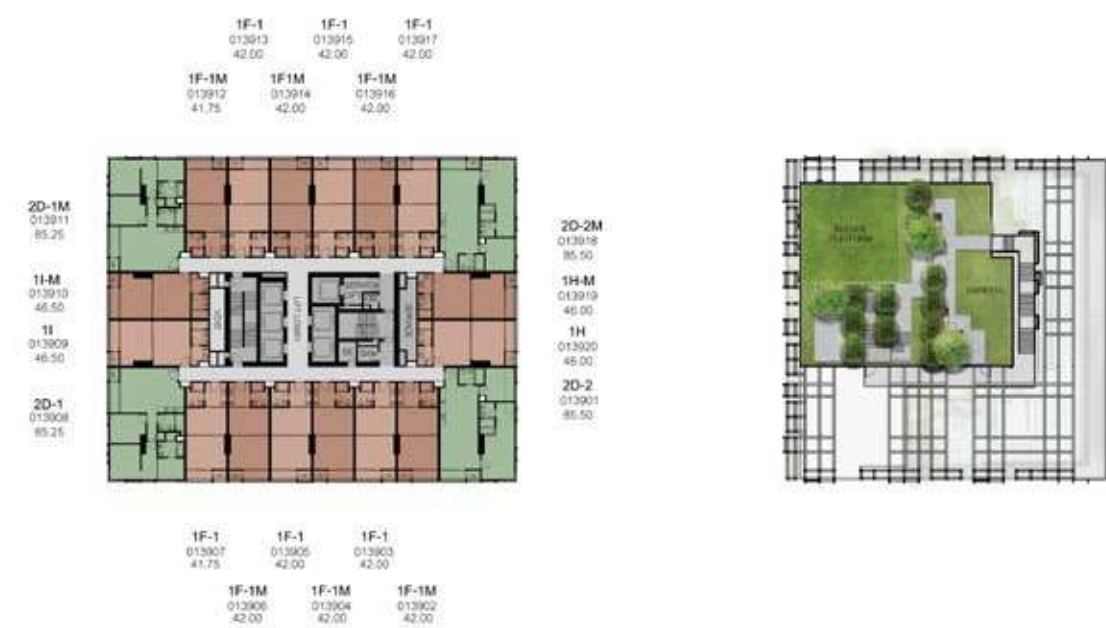 1F-1
013913
42.00
1F-1
013915
42.00
1F-1
013917
42.00
1F-1M
013912
41.75
1F1M
013914
42.00
1F-1M
013916
42.00
2D-1M
013911
85.25
1I-M
013910
46.50
1I
013909
46.50
2D-1
013908
85.25
LIFT LOBBY
SERVICE
2D-2M
013918
85.50
1H-M
013919
46.00
1H
013920
46.00
2D-2
013901
85.50
1F-1
013907
41.75
1F-1
013905
42.00
1F-1
013903
42.00
1F-1M
013906
42.00
1F-1M
013904
42.00
1F-1M
013902
42.00